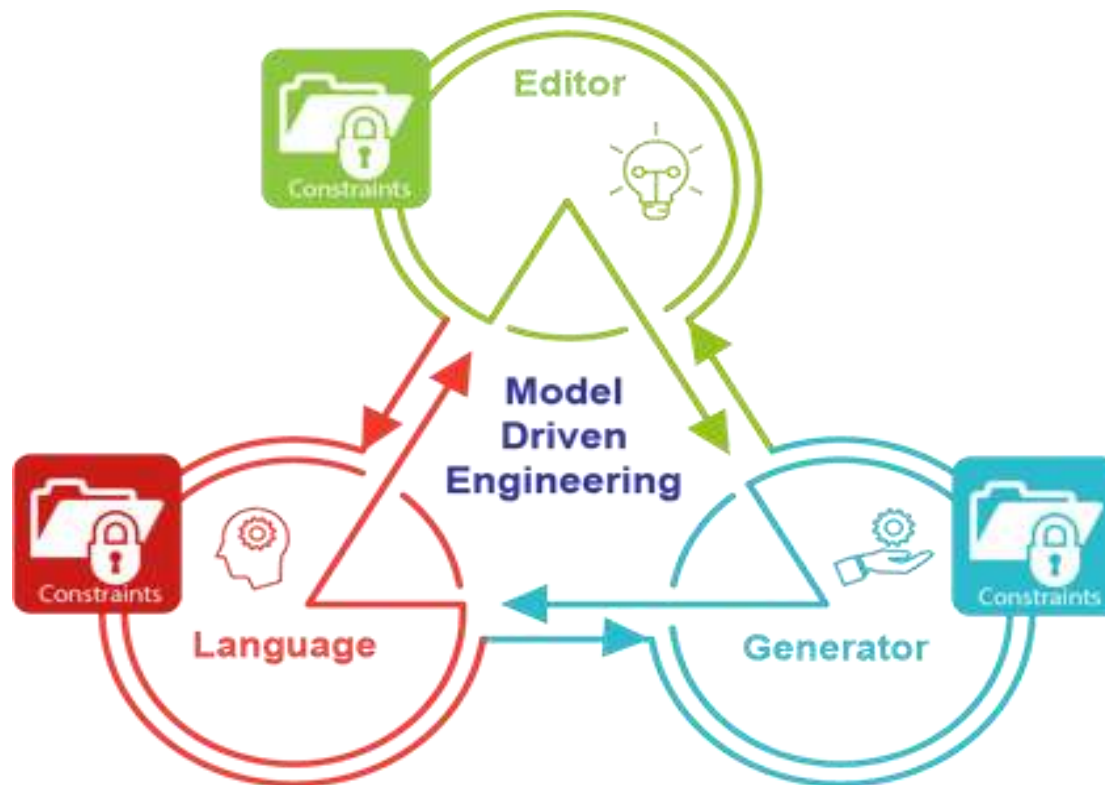 Editor
Constraints
Model
Driven
Engineering
Constraints
Language
Constraints
Generator